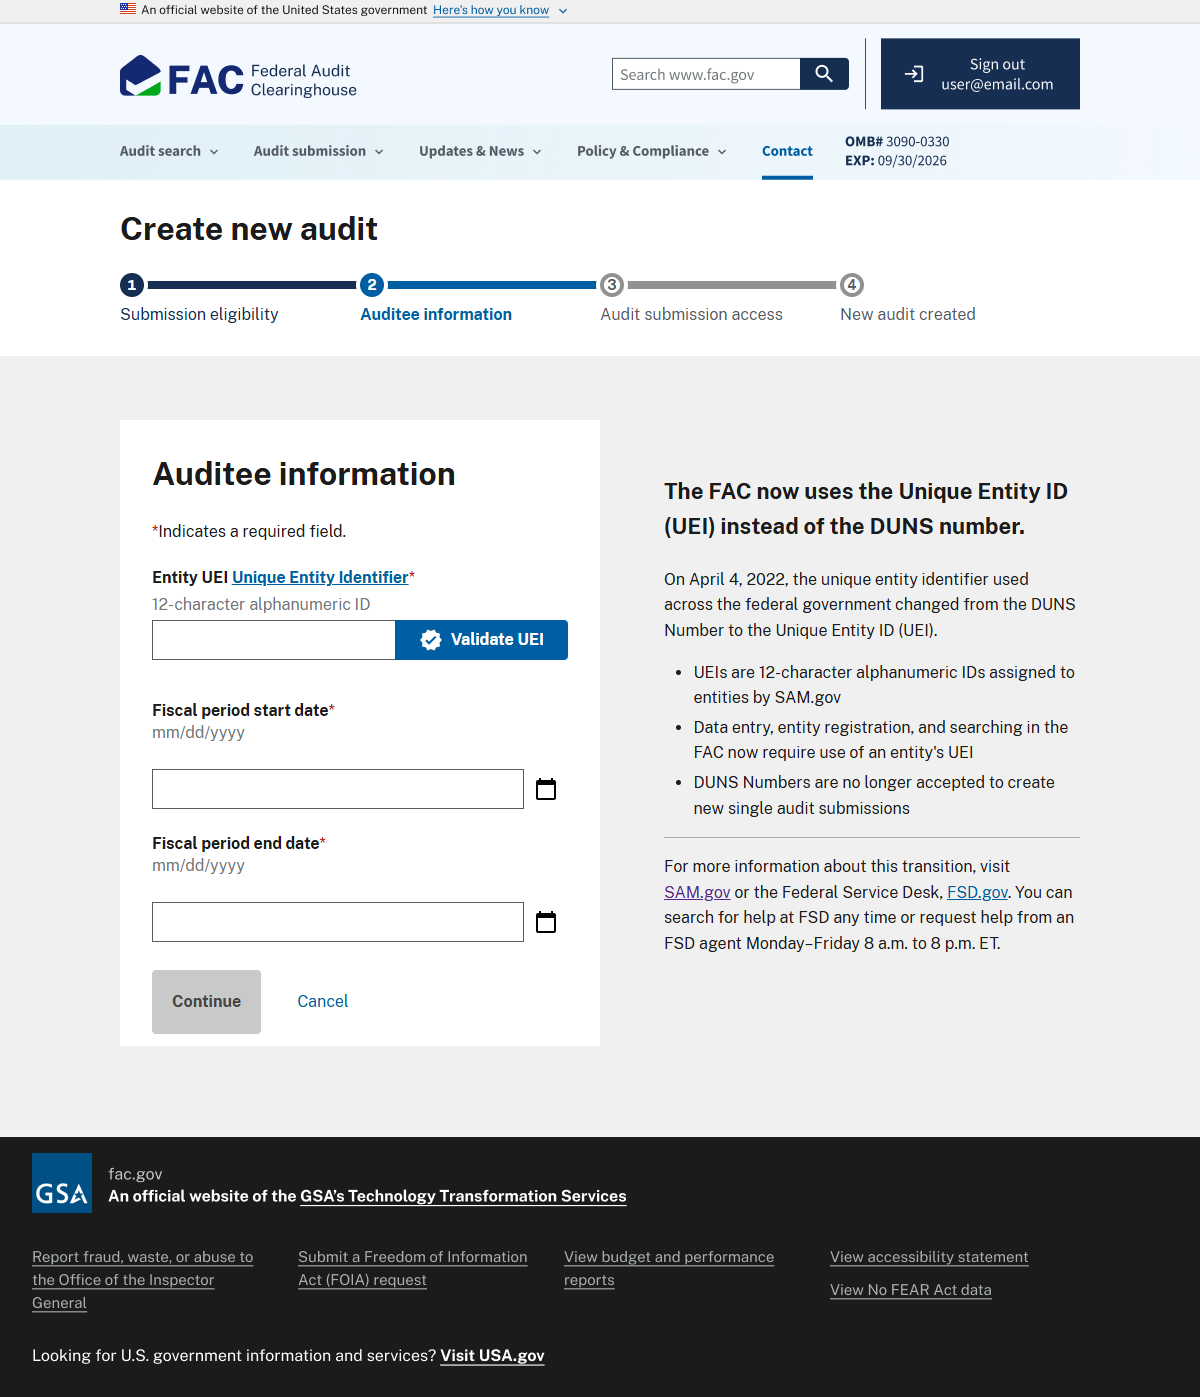 An official website of the United States government Here's how you know
FAC Federal Audit
Clearinghouse
Search www.fac.gov
Sign out
user@email.com
Audit search
Audit submission
Updates & News
Policy & Compliance
Contact
OMB# 3090-0330
EXP: 09/30/2026
Create new audit
1
2
3
4
Submission eligibility
Auditee information
Audit submission access
New audit created
Auditee information
*Indicates a required field.
Entity UEI Unique Entity Identifier*
12-character alphanumeric ID
Validate UEI
Fiscal period start date*
mm/dd/yyyy
Fiscal period end date*
mm/dd/yyyy
Continue
Cancel
The FAC now uses the Unique Entity ID
(UEI) instead of the DUNS number.
On April 4, 2022, the unique entity identifier used
across the federal government changed from the DUNS
Number to the Unique Entity ID (UEI).
• UEIs are 12-character alphanumeric IDs assigned to
entities by SAM.gov
• Data entry, entity registration, and searching in the
FAC now require use of an entity's UEI
• DUNS Numbers are no longer accepted to create
new single audit submissions
For more information about this transition, visit
SAM.gov or the Federal Service Desk, FSD.gov. You can
search for help at FSD any time or request help from an
FSD agent Monday–Friday 8 a.m. to 8 p.m. ET.
GSA
fac.gov
An official website of the GSA's Technology Transformation Services
Report fraud, waste, or abuse to
the Office of the Inspector
General
Submit a Freedom of Information
Act (FOIA) request
View budget and performance
reports
View accessibility statement
View No FEAR Act data
Looking for U.S. government information and services? Visit USA.gov